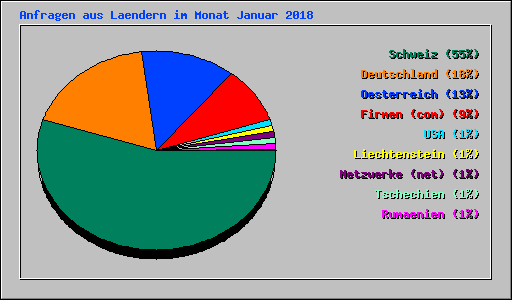 Anfragen aus Laendern im Monat Januar 2018
Schweiz (55%)
Deutschland (18%)
Oesterreich (13%)
Firmen (com) (9%)
USA (1%)
Liechtenstein (1%)
Netzwerke (net) (1%)
Tschechien (1%)
Rumaenien (1%)